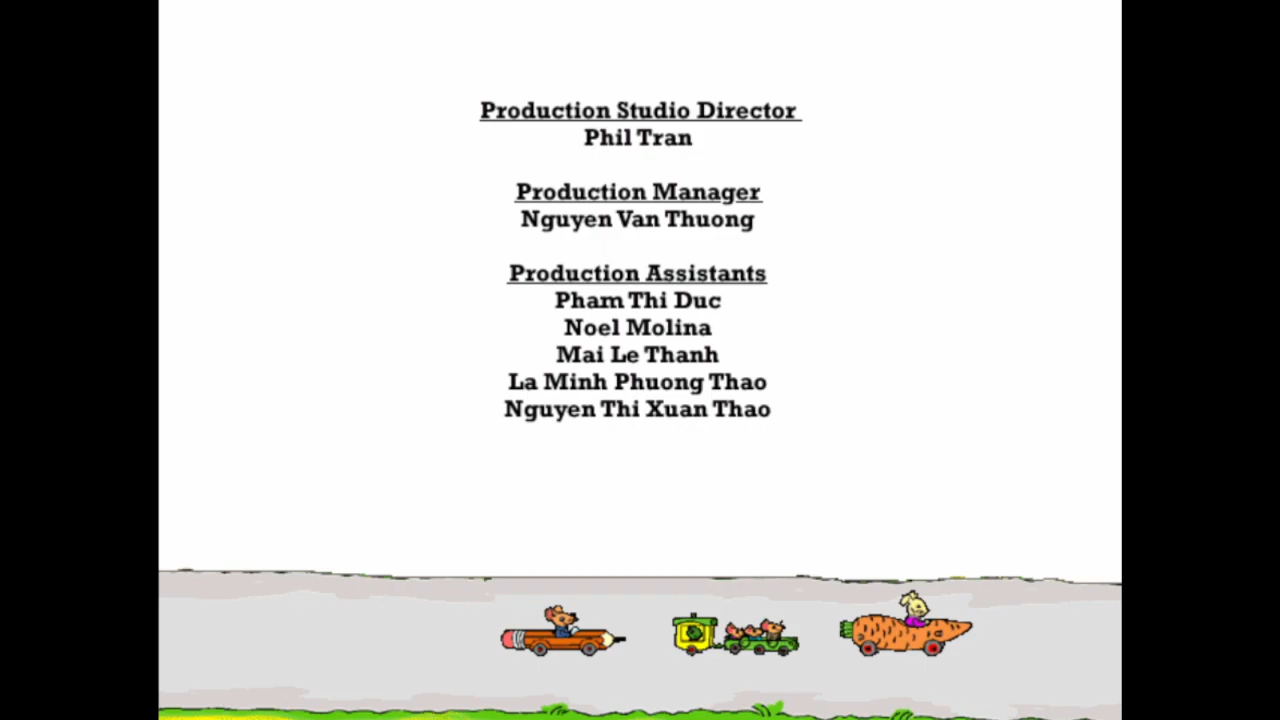 Production Studio Director
Phil Tran
Production Manager
Nguyen Van Thuong
Production Assistants
Pham Thi Duc
Noel Molina
Mai Le Thanh
La Minh Phuong Thao
Nguyen Thi Xuan Thao